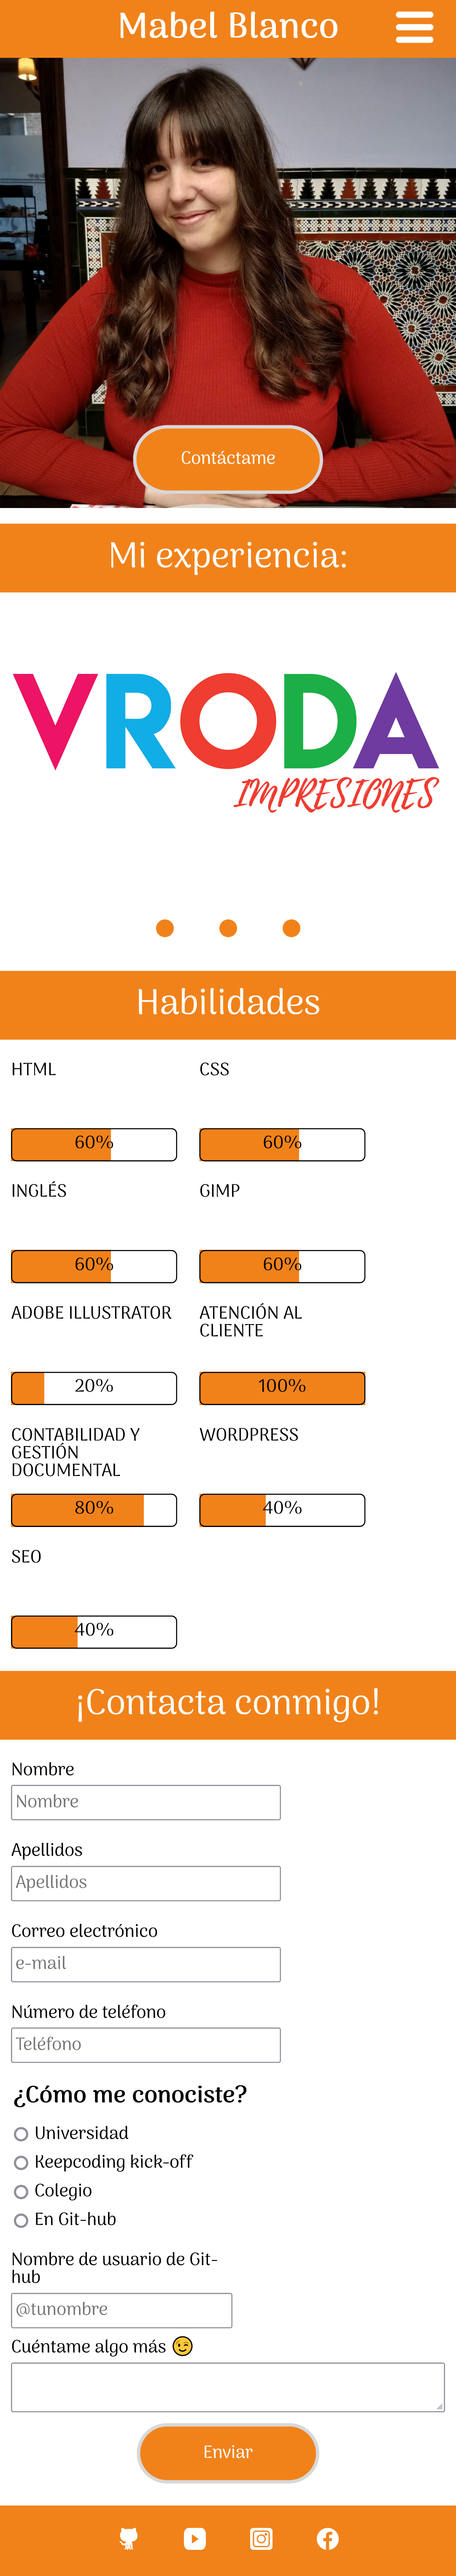 Mabel Blanco
Contáctame
Mi experiencia:
VRODA
IMPRESIONES
Habilidades
HTML
CSS
60%
60%
INGLÉS
GIMP
60%
60%
ADOBE ILLUSTRATOR
ATENCIÓN AL
CLIENTE
20%
100%
CONTABILIDAD Y
GESTIÓN
DOCUMENTAL
WORDPRESS
80%
40%
SEO
40%
¡Contacta conmigo!
Nombre
Nombre
Apellidos
Apellidos
Correo electrónico
e-mail
Número de teléfono
Teléfono
¿Cómo me conociste?
Universidad
Keepcoding kick-off
Colegio
En Git-hub
Nombre de usuario de Git-
hub
@tunombre
Cuéntame algo más 😉
Enviar